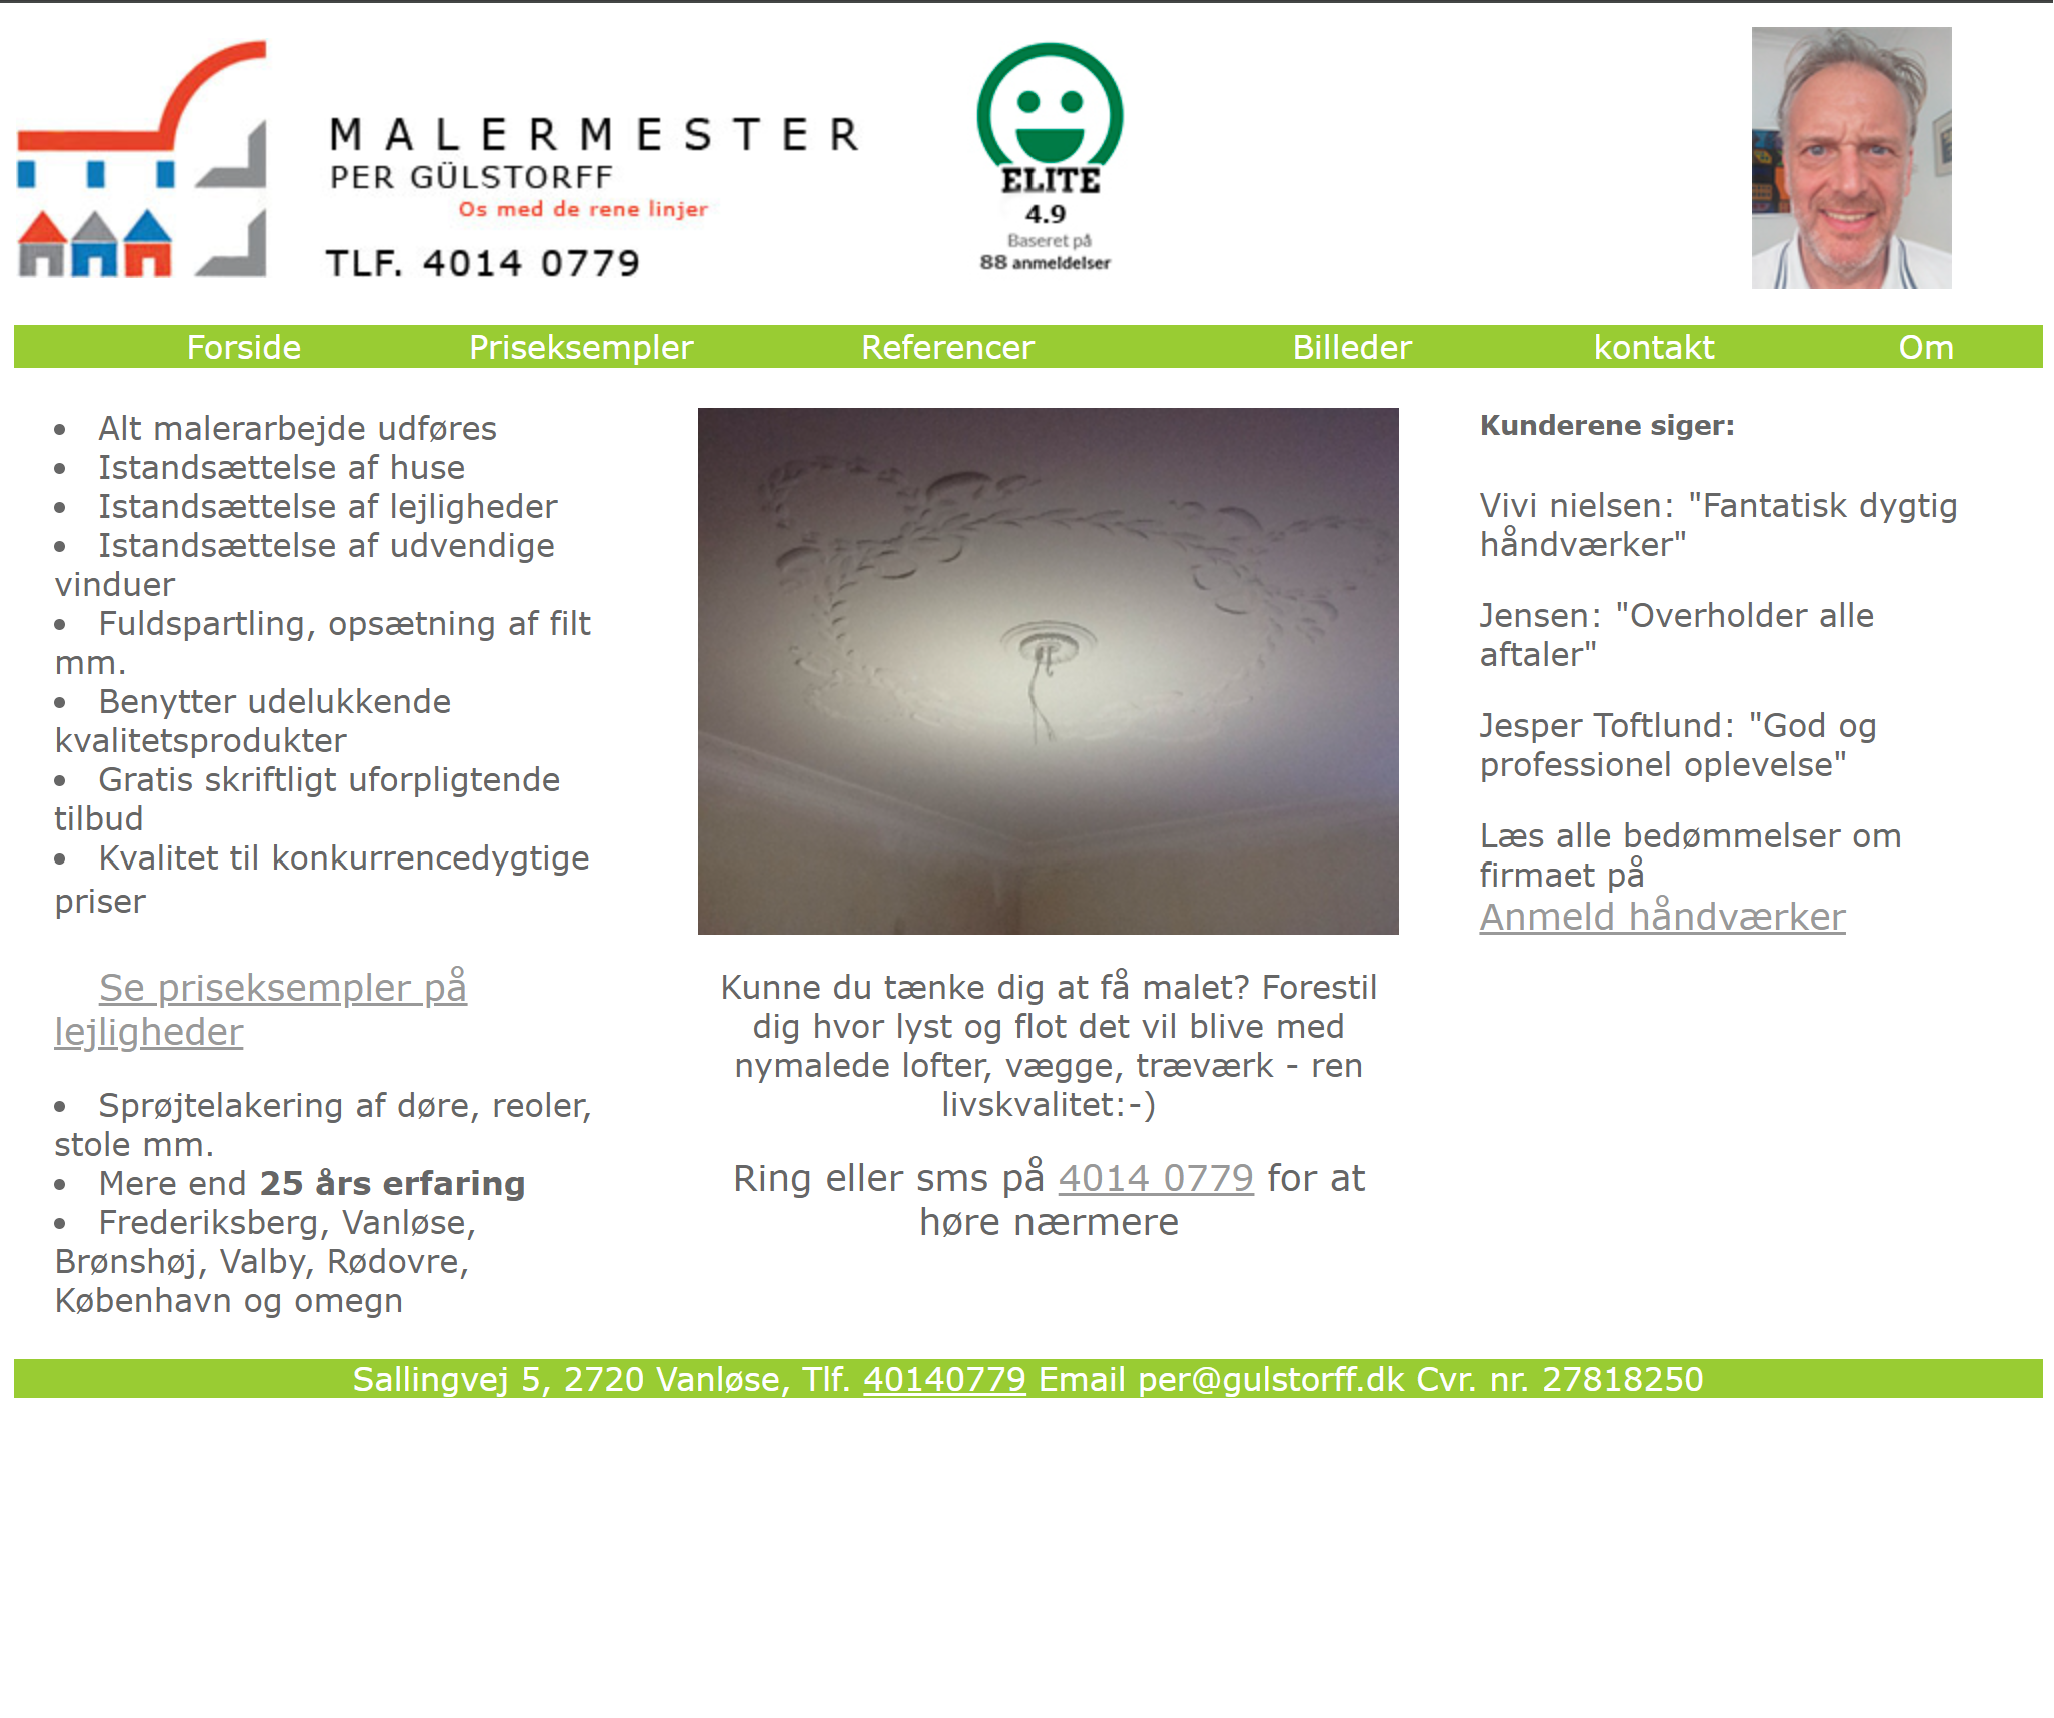 MALERMESTER
PER GÜLSTORFF
Os med de rene linjer
TLF. 4014 0779
ELITE
4.9
Baseret på
88 anmeldelser
Forside Priseksempler Referencer Billeder kontakt Om
• Alt malerarbejde udføres
• Istandsættelse af huse
• Istandsættelse af lejligheder
• Istandsættelse af udvendige
vinduer
• Fuldspartling, opsætning af filt
mm.
• Benytter udelukkende
kvalitetsprodukter
• Gratis skriftligt uforpligtende
tilbud
• Kvalitet til konkurrencedygtige
priser
Se priseksempler på
lejligheder
• Sprøjtelakering af døre, reoler,
stole mm.
• Mere end 25 års erfaring
• Frederiksberg, Vanløse,
Brønshøj, Valby, Rødovre,
København og omegn
Kunne du tænke dig at få malet? Forestil
dig hvor lyst og flot det vil blive med
nymalede lofter, vægge, træværk - ren
livskvalitet:-)
Ring eller sms på 4014 0779 for at
høre nærmere
Kunderene siger:
Vivi nielsen: "Fantatisk dygtig
håndværker"
Jensen: "Overholder alle
aftaler"
Jesper Toftlund: "God og
professionel oplevelse"
Læs alle bedømmelser om
firmaet på
Anmeld håndværker
Sallingvej 5, 2720 Vanløse, Tlf. 40140779 Email per@gulstorff.dk Cvr. nr. 27818250